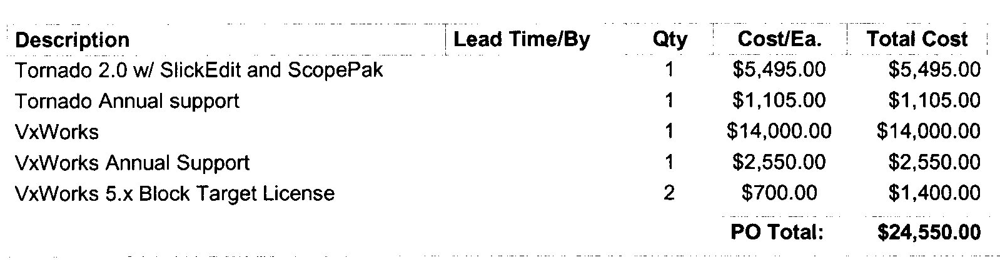 Description Lead Time/By Qty Cost/Ea. Total Cost
Tornado 2.0 w/ SlickEdit and ScopePak 1 $5,495.00 $5,495.00
Tornado Annual support 1 $1,105.00 $1,105.00
VxWorks 1 $14,000.00 $14,000.00
VxWorks Annual Support 1 $2,550.00 $2,550.00
VxWorks 5.x Block Target License 2 $700.00 $1,400.00
PO Total: $24,550.00